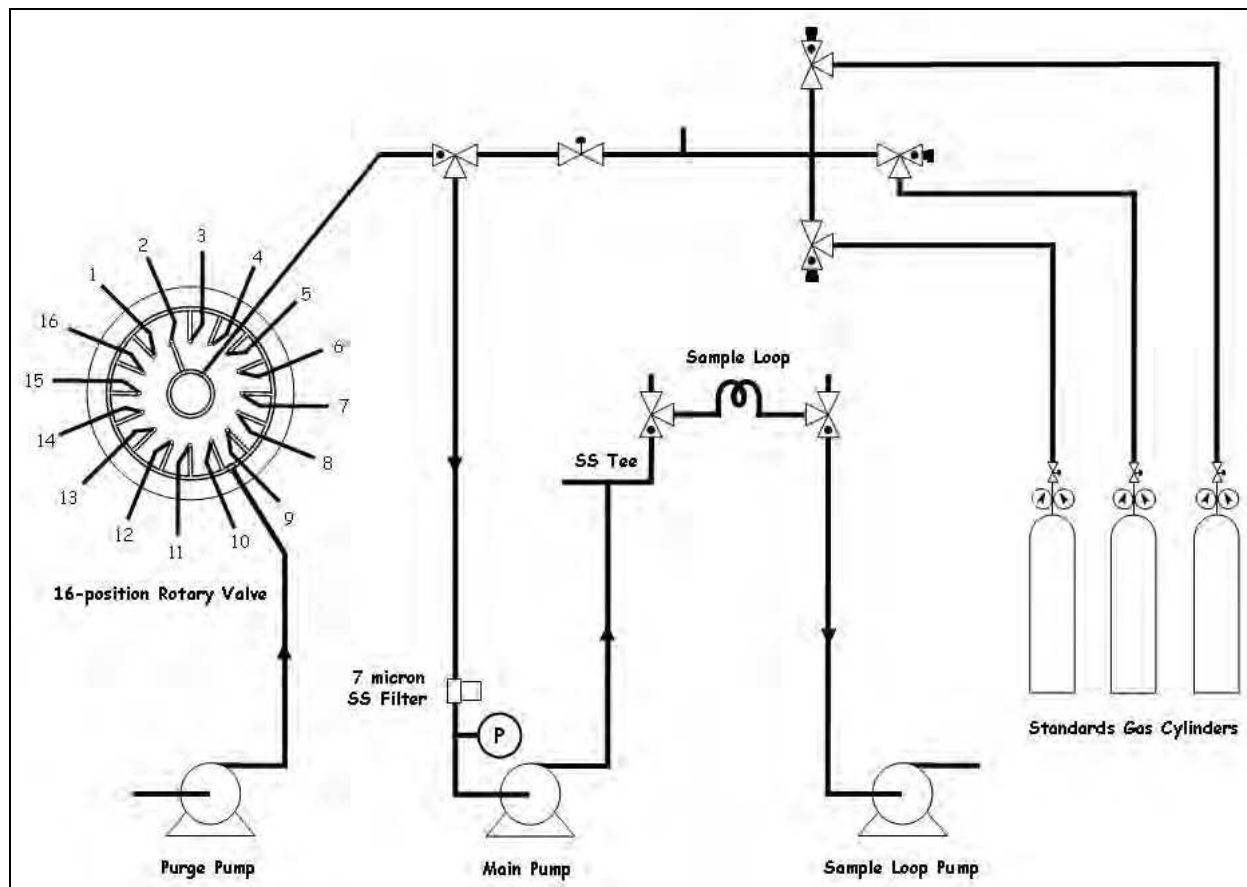 3
2
4
1
5
16
6
15
7
14
8
13
9
12
10
11
16-position Rotary Valve
Sample Loop
SS Tee
7 micron
SS Filter
P
Standards Gas Cylinders
Purge Pump
Main Pump
Sample Loop Pump